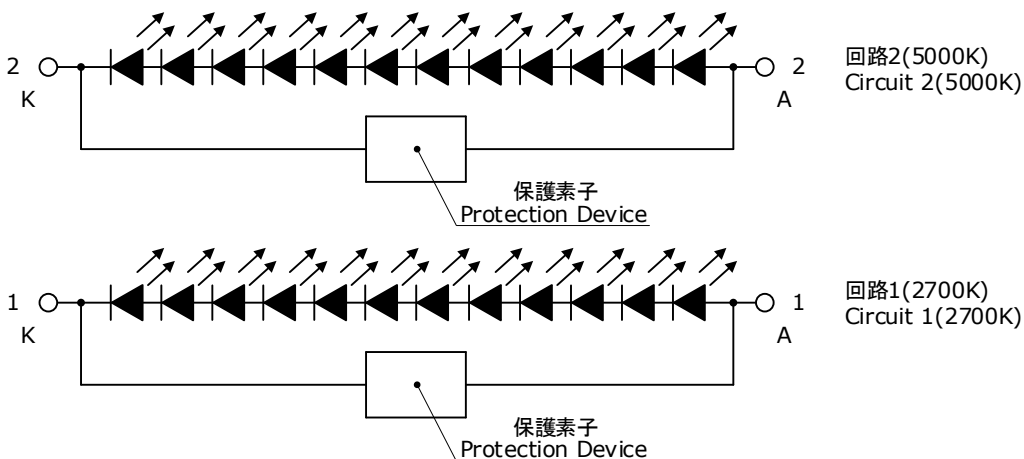 2
K
2
A
回路2(5000K)
Circuit 2(5000K)
保護素子
Protection Device
1
K
1
A
回路1(2700K)
Circuit 1(2700K)
保護素子
Protection Device